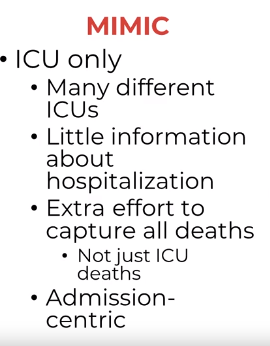 MIMIC
• ICU only
• Many different
ICUs
• Little information
about
hospitalization
• Extra effort to
capture all deaths
• Not just ICU
deaths
• Admission-
centric